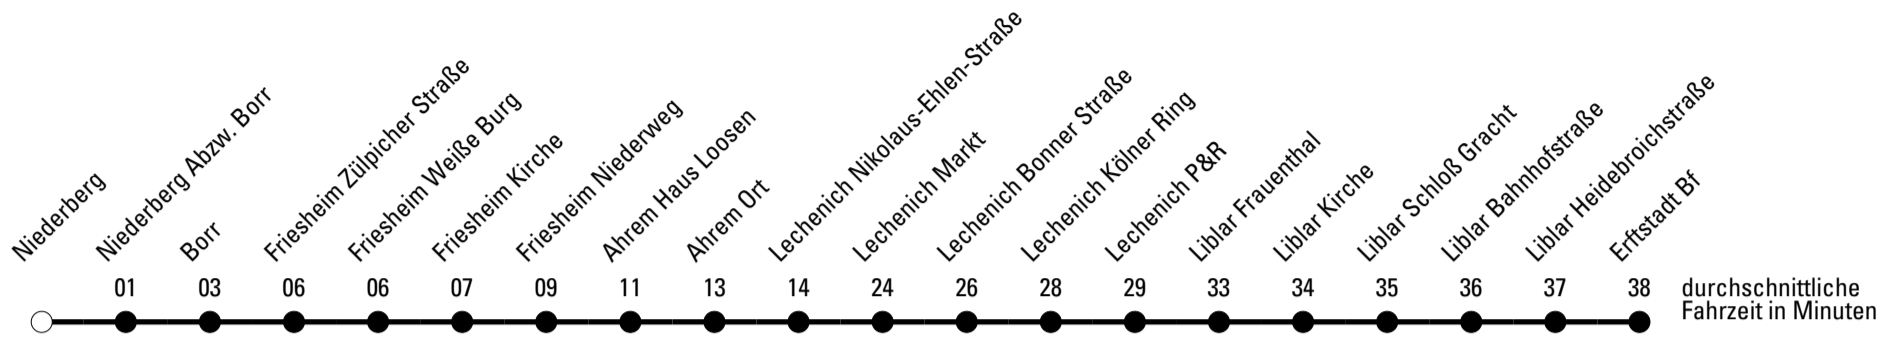 Niederberg
Niederberg Abzw. Borr
Borr
Friesheim Zülpicher Straße
Friesheim Weiße Burg
Friesheim Kirche
Friesheim Niederweg
Ahrem Haus Loosen
Ahrem Ort
Lechenich Nikolaus-Ehlen-Straße
Lechenich Markt
Lechenich Bonner Straße
Lechenich Kölner Ring
Lechenich P&R
Liblar Frauenthal
Liblar Kirche
Liblar Schloß Gracht
Liblar Bahnhofstraße
Liblar Heidebroichstraße
Erftstadt Bf
01 03 06 06 07 09 11 13 14 24 26 28 29 33 34 35 36 37 38
durchschnittliche
Fahrzeit in Minuten